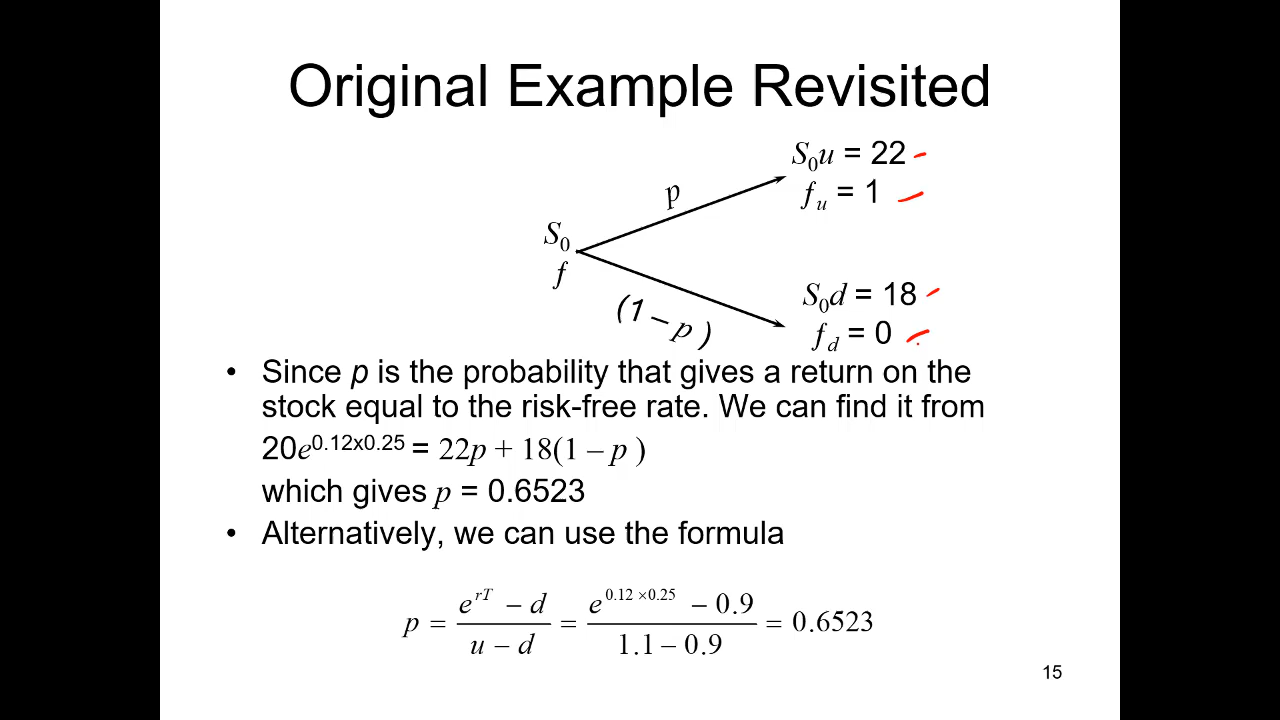 Original Example Revisited
S₀u = 22
fᵤ = 1
p
S₀
f
(1 – p )
S₀d = 18
f_d = 0
• Since p is the probability that gives a return on the
stock equal to the risk-free rate. We can find it from
20e^0.12x0.25 = 22p + 18(1 – p )
which gives p = 0.6523
• Alternatively, we can use the formula
p = (e^rT – d)/(u – d) = (e^0.12×0.25 – 0.9)/(1.1 – 0.9) = 0.6523
15